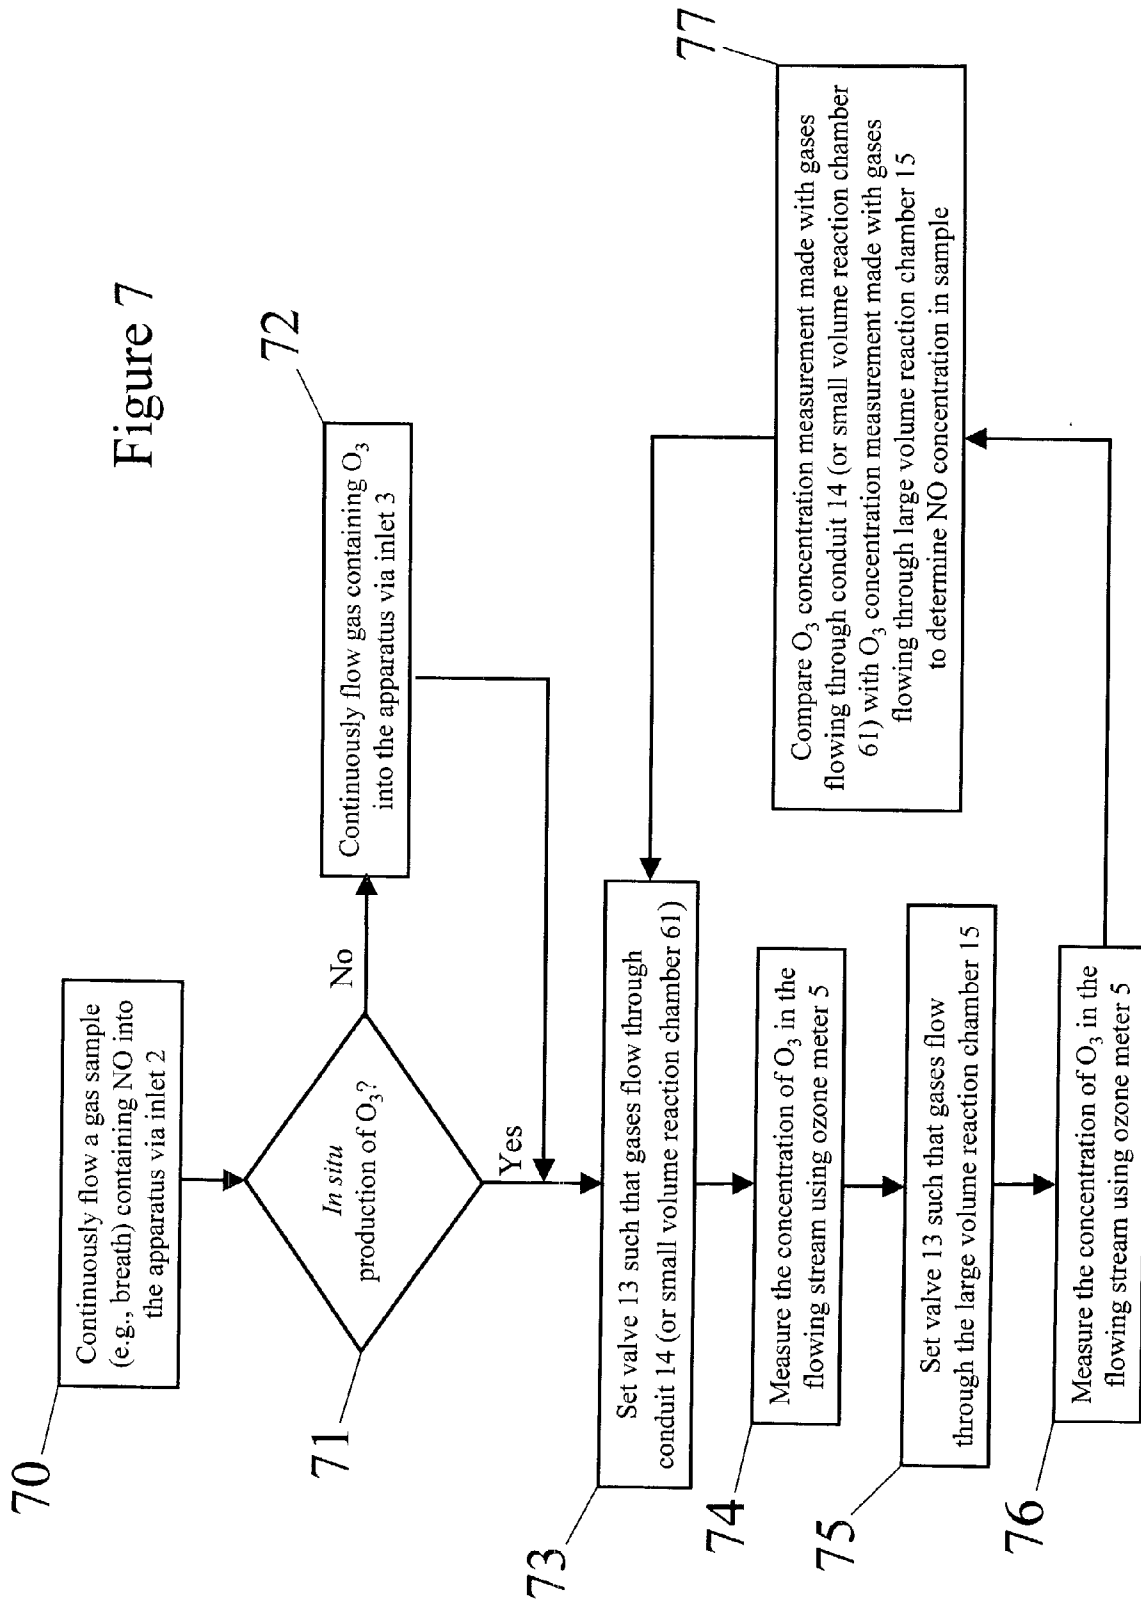 Figure 7
70
Continuously flow a gas sample
(e.g., breath) containing NO into
the apparatus via inlet 2
71
In situ
production of O₃?
No
Yes
72
Continuously flow gas containing O₃
into the apparatus via inlet 3
73
Set valve 13 such that gases flow through
conduit 14 (or small volume reaction chamber 61)
74
Measure the concentration of O₃ in the
flowing stream using ozone meter 5
75
Set valve 13 such that gases flow
through the large volume reaction chamber 15
76
Measure the concentration of O₃ in the
flowing stream using ozone meter 5
77
Compare O₃ concentration measurement made with gases
flowing through conduit 14 (or small volume reaction chamber
61) with O₃ concentration measurement made with gases
flowing through large volume reaction chamber 15
to determine NO concentration in sample